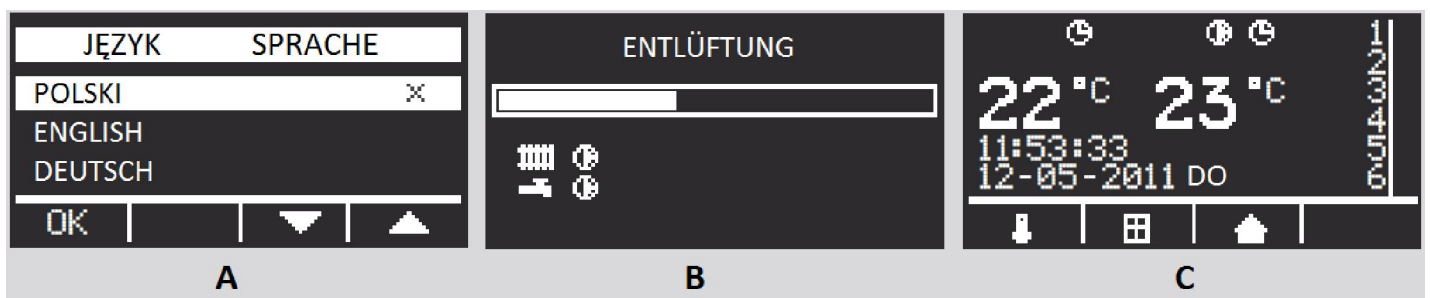 JĘZYK SPRACHE
POLSKI X
ENGLISH
DEUTSCH
OK
A
ENTLÜFTUNG
B
22°C 23°C
11:53:33
12-05-2011 DO
1
2
3
4
5
6
C